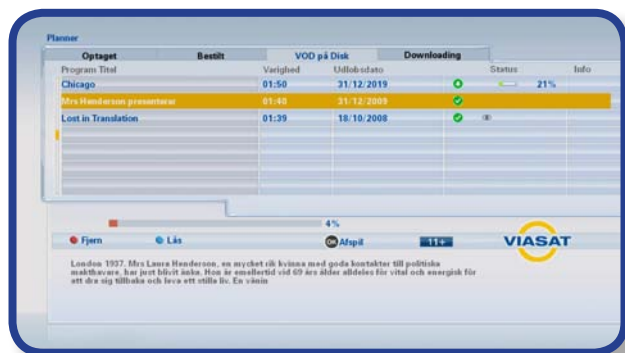 Planner
Optaget Bestilt VOD på Disk Downloading
Program Titel Varighed Udlobsdato Status Info
Chicago 01:50 31/12/2019 21%
Mrs Henderson presenterar 01:40 31/12/2009
Lost in Translation 01:39 18/10/2008
4%
Fjern Lås OK Afspil 11+ VIASAT
London 1937. Mrs Laura Henderson, en mycket rik kvinna med goda kontakter till politiska
makthavare, har just blivit änka. Hon är emellertid vid 69 års ålder alldeles för vital och energisk för
att dra sig tillbaka och leva ett stilla liv. En vänin